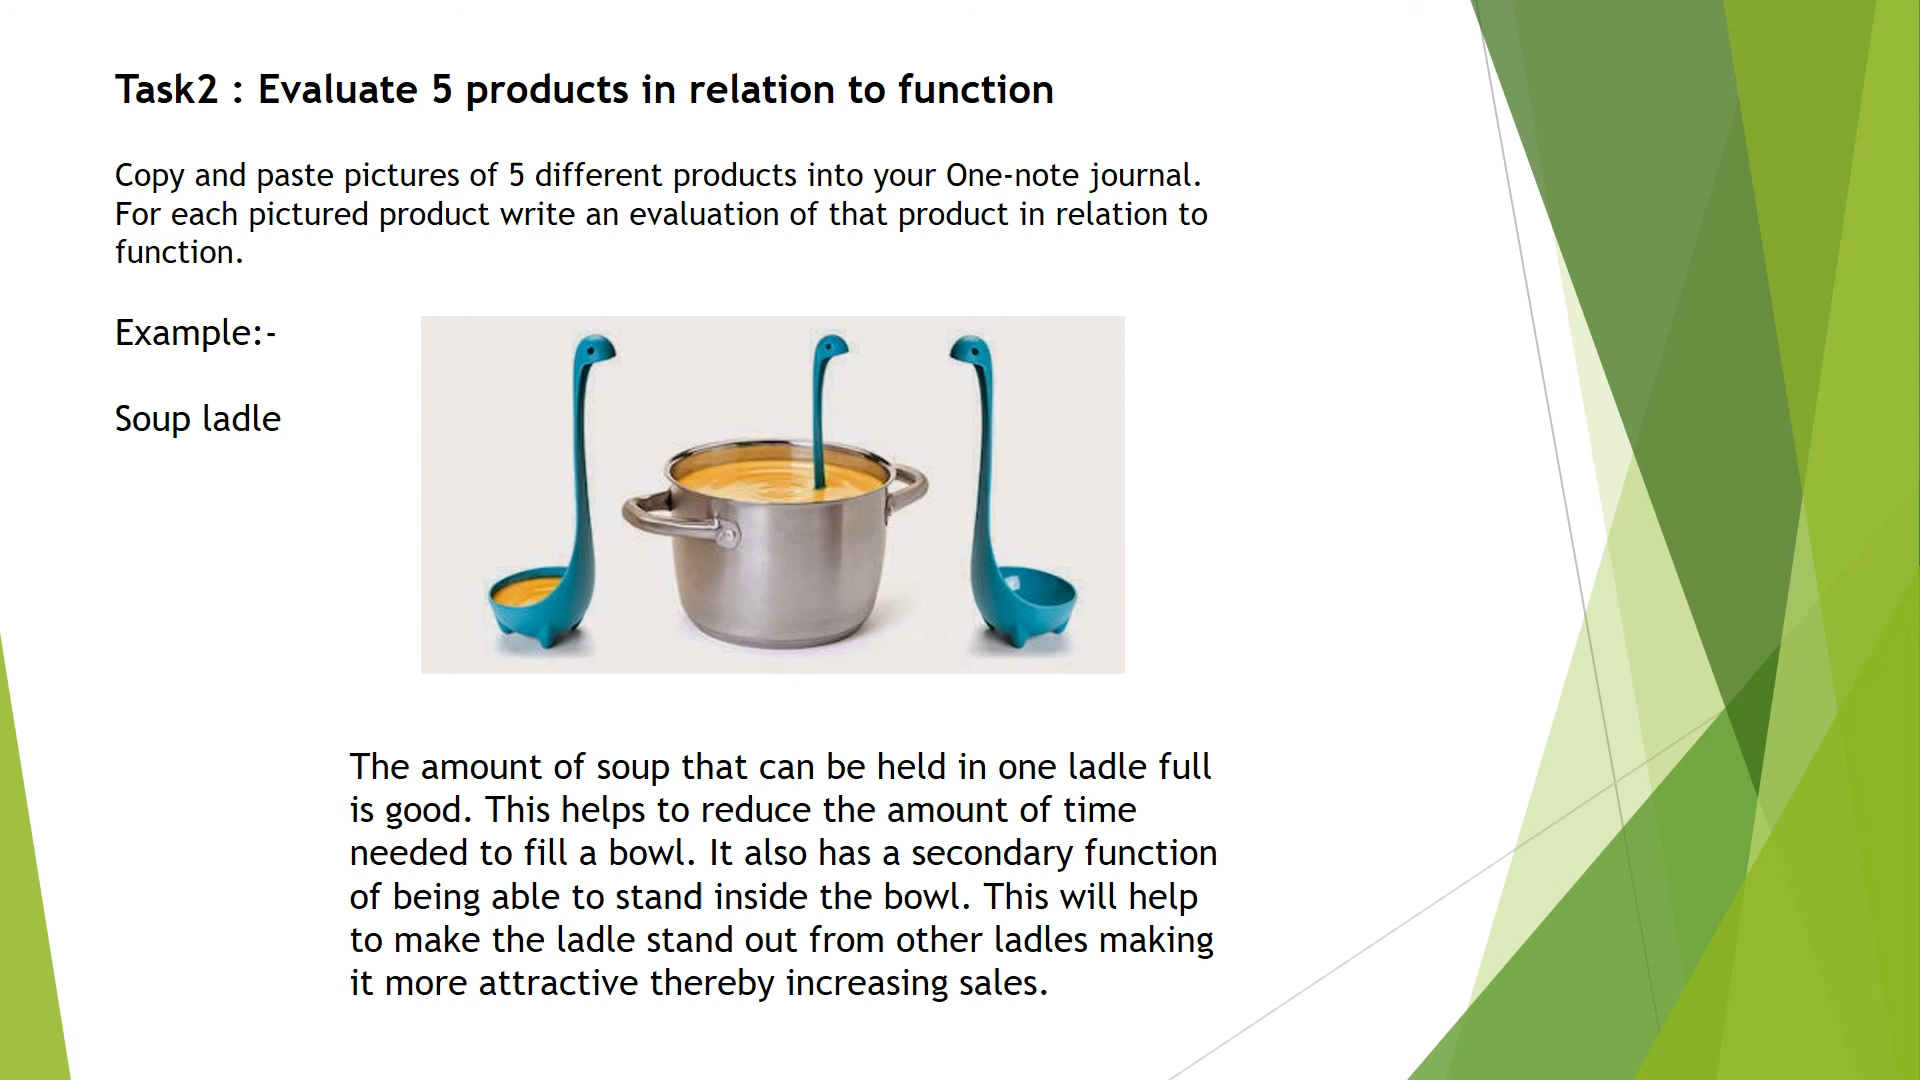 Task2 : Evaluate 5 products in relation to function
Copy and paste pictures of 5 different products into your One-note journal.
For each pictured product write an evaluation of that product in relation to
function.
Example:-
Soup ladle
The amount of soup that can be held in one ladle full
is good. This helps to reduce the amount of time
needed to fill a bowl. It also has a secondary function
of being able to stand inside the bowl. This will help
to make the ladle stand out from other ladles making
it more attractive thereby increasing sales.